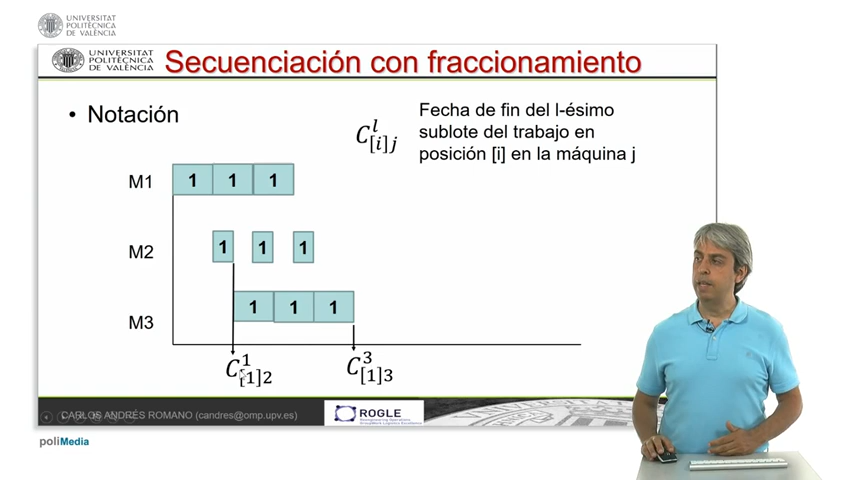 UNIVERSITAT
POLITÈCNICA
DE VALÈNCIA
UNIVERSITAT
POLITÈCNICA
DE VALÈNCIA
Secuenciación con fraccionamiento
• Notación
C^l_{[i]j}
Fecha de fin del l-ésimo
sublote del trabajo en
posición [i] en la máquina j
M1 1 1 1
M2 1 1 1
M3 1 1 1
C^1_{[1]2} C^3_{[1]3}
CARLOS ANDRÉS ROMANO (candres@omp.upv.es)
ROGLE
poliMedia